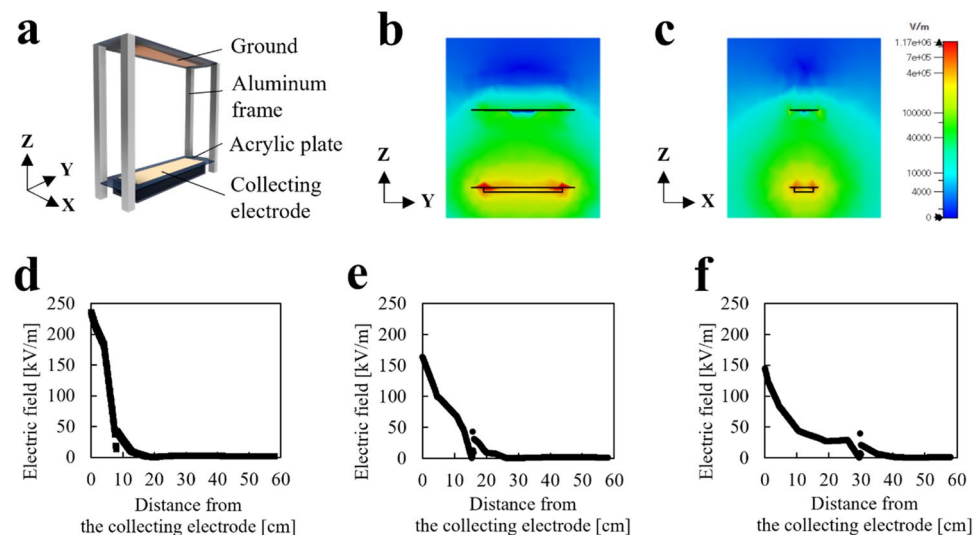 a
Ground
Aluminum
frame
Acrylic plate
Collecting
electrode
Z
Y
X
b
Z
Y
c
Z
X
V/m
1.17e+06
7e+05
4e+05
100000
40000
10000
4000
0
d
Electric field [kV/m]
250
200
150
100
50
0
0 10 20 30 40 50 60
Distance from
the collecting electrode [cm]
e
Electric field [kV/m]
250
200
150
100
50
0
0 10 20 30 40 50 60
Distance from
the collecting electrode [cm]
f
Electric field [kV/m]
250
200
150
100
50
0
0 10 20 30 40 50 60
Distance from
the collecting electrode [cm]